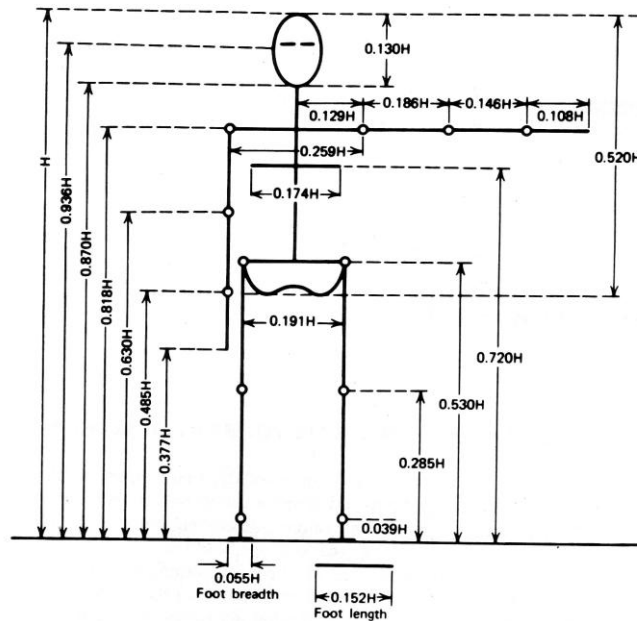 0.130H
0.186H
0.146H
0.129H
0.108H
0.259H
0.520H
0.174H
H
0.936H
0.870H
0.818H
0.630H
0.485H
0.377H
0.191H
0.720H
0.530H
0.285H
0.039H
0.055H
Foot breadth
0.152H
Foot length